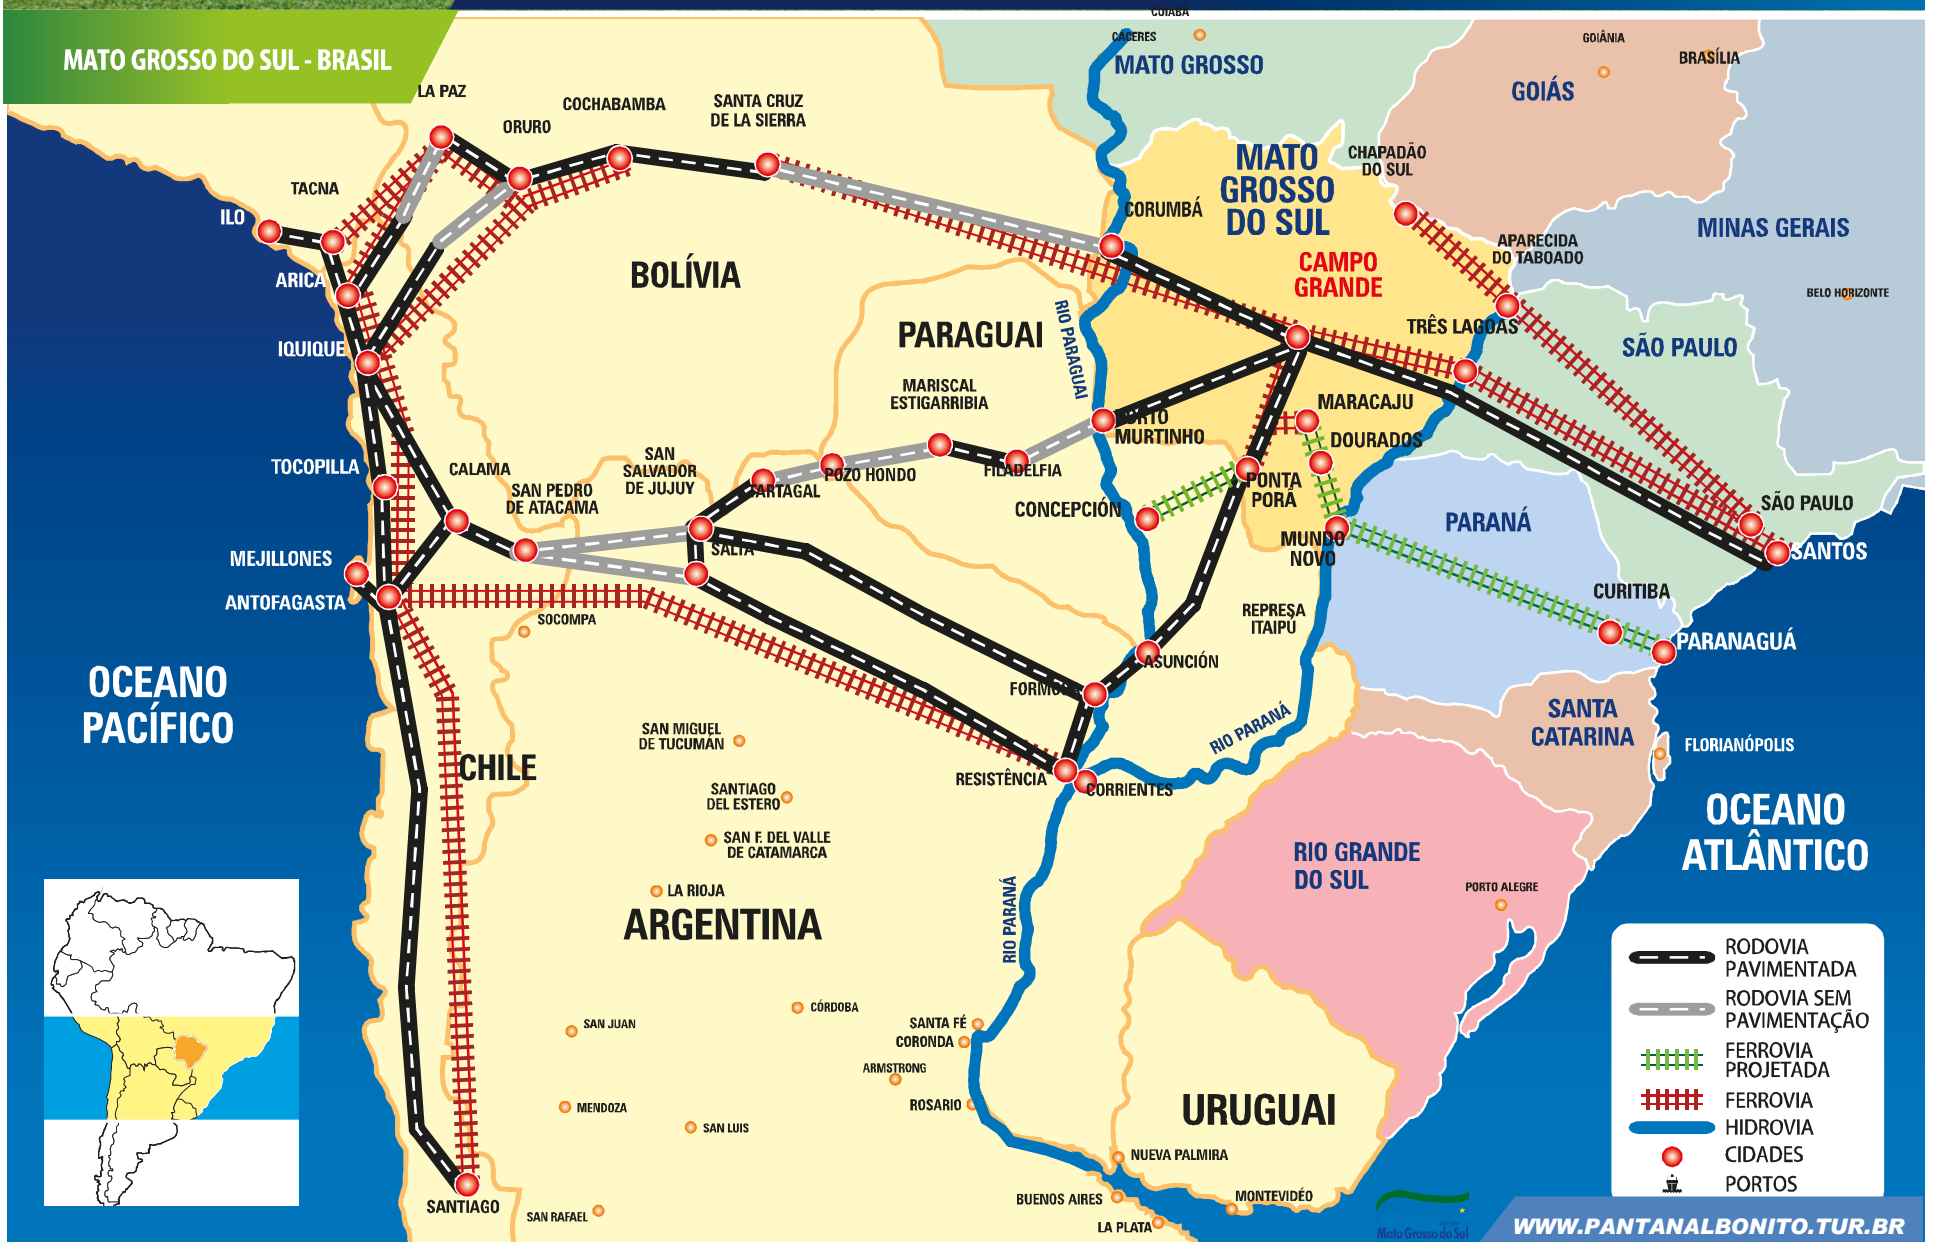 MATO GROSSO DO SUL - BRASIL
CUIABÁ
CÁCERES
MATO GROSSO
GOIÂNIA
BRASÍLIA
GOIÁS
LA PAZ
ORURO
COCHABAMBA
SANTA CRUZ
DE LA SIERRA
MATO
GROSSO
DO SUL
CHAPADÃO
DO SUL
TACNA
ILO
CORUMBÁ
MINAS GERAIS
APARECIDA
DO TABOADO
BOLÍVIA
CAMPO
GRANDE
ARICA
BELO HORIZONTE
PARAGUAI
RIO PARAGUAI
TRÊS LAGOAS
SÃO PAULO
IQUIQUE
MARISCAL
ESTIGARRIBIA
MARACAJU
PORTO
MURTINHO
DOURADOS
TOCOPILLA
CALAMA
SAN
SALVADOR
DE JUJUY
SAN PEDRO
DE ATACAMA
TARTAGAL
POZO HONDO
FILADELFIA
PONTA
PORÃ
CONCEPCIÓN
PARANÁ
SÃO PAULO
SANTOS
SALTA
MUNDO
NOVO
MEJILLONES
ANTOFAGASTA
SOCOMPA
REPRESA
ITAIPÚ
CURITIBA
PARANAGUÁ
ASUNCIÓN
OCEANO
PACÍFICO
SANTA
CATARINA
RIO PARANÁ
SAN MIGUEL
DE TUCUMÁN
FLORIANÓPOLIS
CHILE
RESISTÊNCIA
CORRIENTES
SANTIAGO
DEL ESTERO
SAN F. DEL VALLE
DE CATAMARCA
OCEANO
ATLÂNTICO
RIO GRANDE
DO SUL
LA RIOJA
PORTO ALEGRE
ARGENTINA
RIO PARANÁ
CÓRDOBA
SAN JUAN
SANTA FÉ
CORONDA
ARMSTRONG
ROSARIO
MENDOZA
SAN LUIS
URUGUAI
NUEVA PALMIRA
BUENOS AIRES
MONTEVIDÉO
LA PLATA
SANTIAGO
SAN RAFAEL
RODOVIA
PAVIMENTADA
RODOVIA SEM
PAVIMENTAÇÃO
FERROVIA
PROJETADA
FERROVIA
HIDROVIA
CIDADES
PORTOS
Mato Grosso do Sul
WWW.PANTANALBONITO.TUR.BR